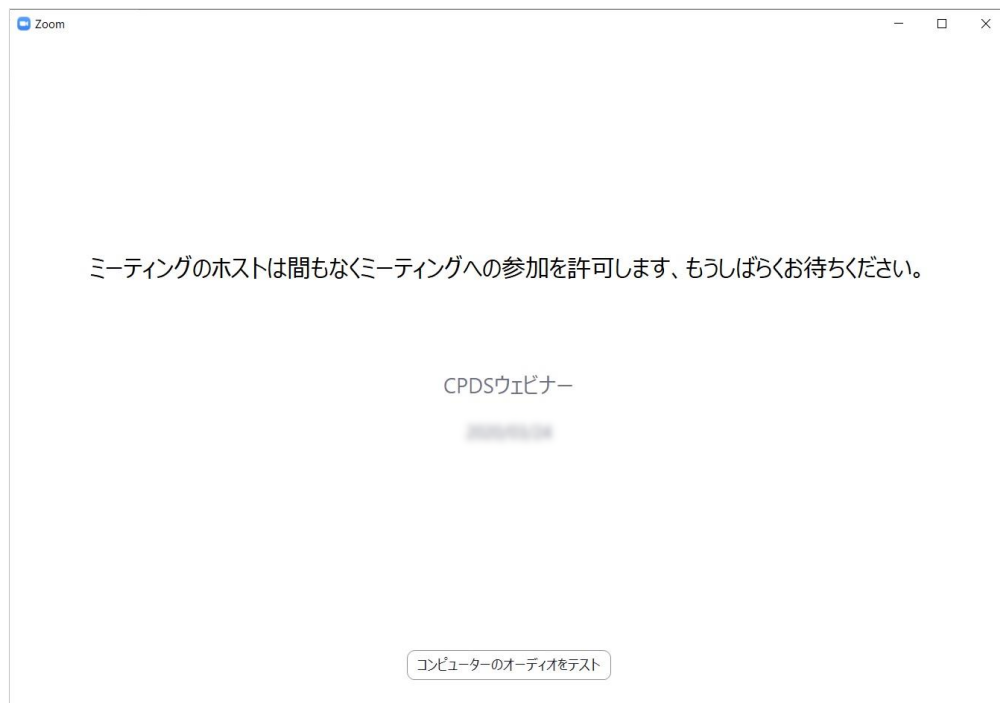 Zoom
ミーティングのホストは間もなくミーティングへの参加を許可します、もうしばらくお待ちください。
CPDSウェビナー
コンピューターのオーディオをテスト